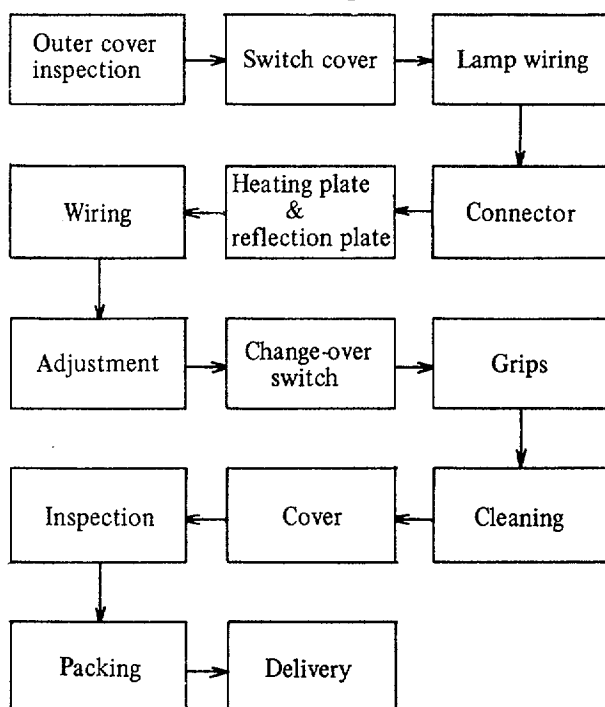 Outer cover
inspection
Switch cover
Lamp wiring
Connector
Heating plate
&
reflection plate
Wiring
Adjustment
Change-over
switch
Grips
Cleaning
Cover
Inspection
Packing
Delivery